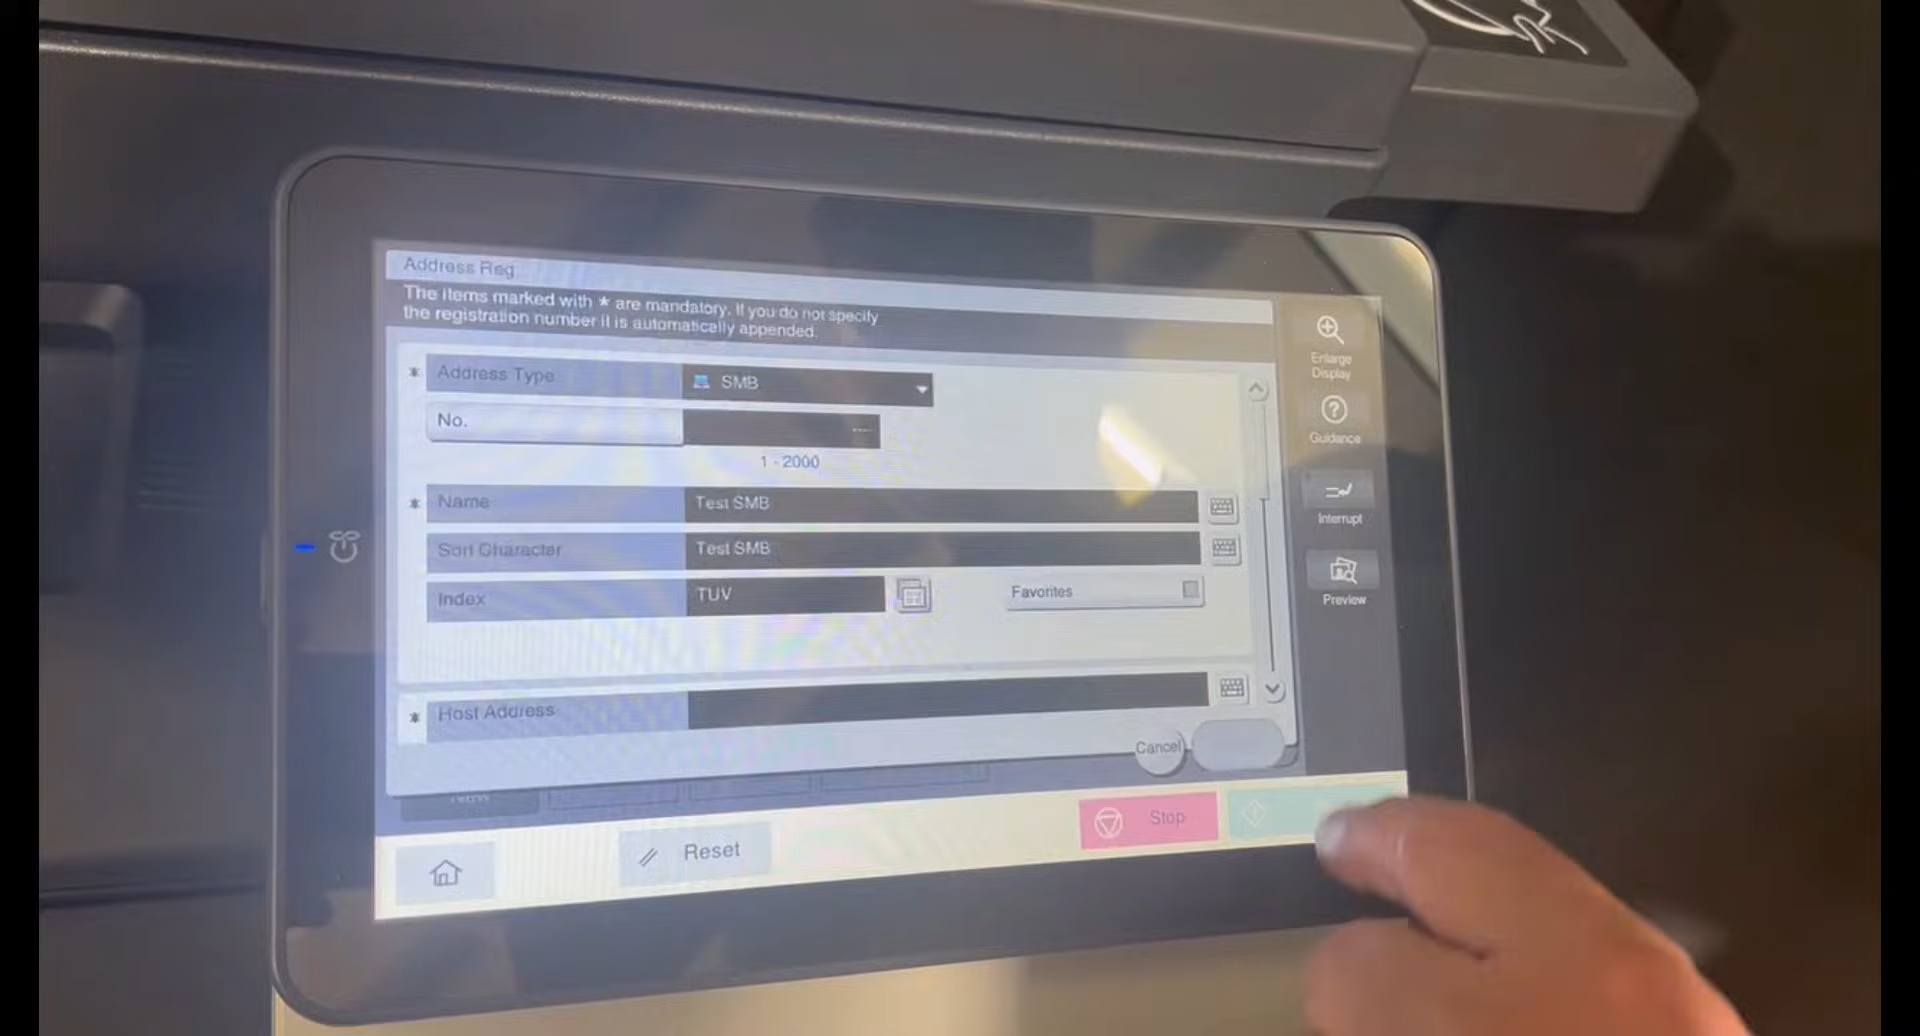 Address Reg
The items marked with * are mandatory. If you do not specify
the registration number it is automatically appended.
* Address Type SMB
No.
1 - 2000
* Name Test SMB
Sort Character Test SMB
Index TUV Favorites
* Host Address
Cancel
New
Stop
Reset
Enlarge
Display
Guidance
Interrupt
Preview